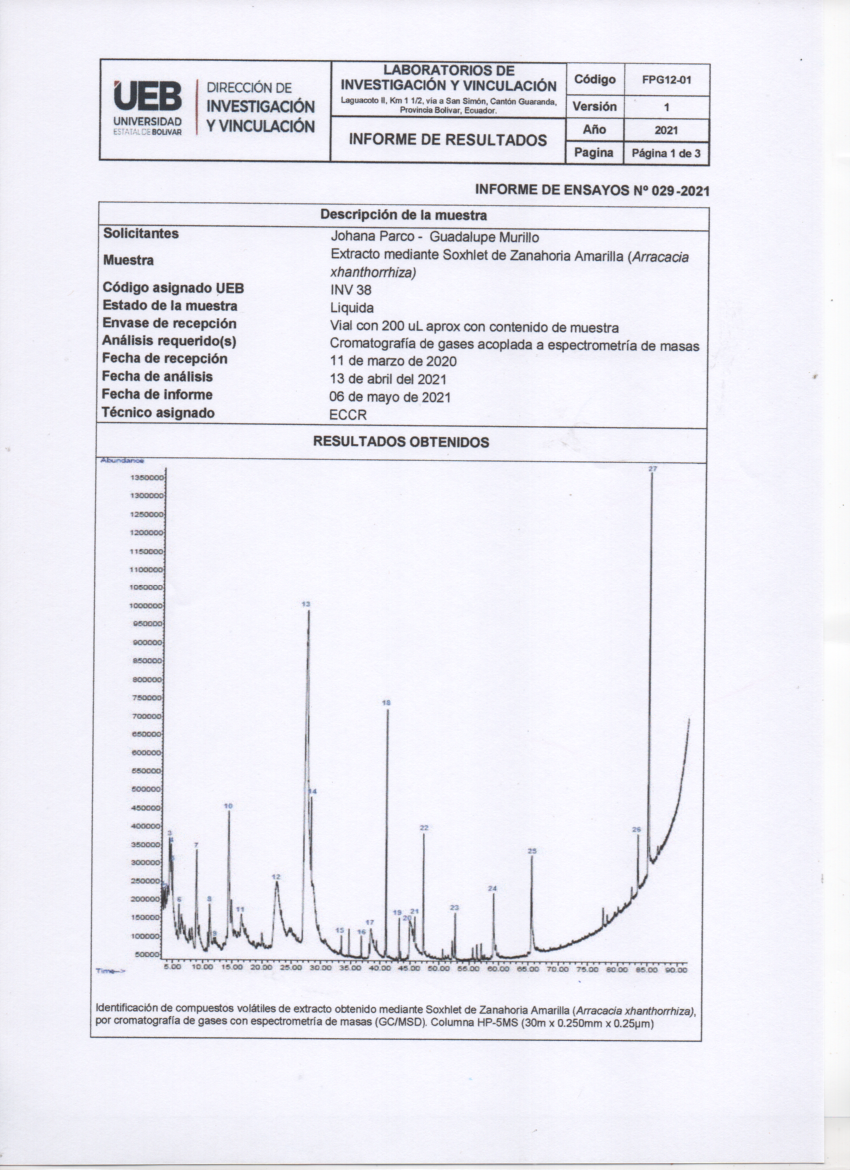 UEB
UNIVERSIDAD
ESTATAL DE BOLIVAR
DIRECCIÓN DE
INVESTIGACIÓN
Y VINCULACIÓN
LABORATORIOS DE
INVESTIGACIÓN Y VINCULACIÓN
Laguacoto II, Km 1 1/2, vía a San Simón, Cantón Guaranda,
Provincia Bolívar, Ecuador.
INFORME DE RESULTADOS
Código FPG12-01
Versión 1
Año 2021
Pagina Página 1 de 3
INFORME DE ENSAYOS Nº 029-2021
Descripción de la muestra
Solicitantes Johana Parco - Guadalupe Murillo
Muestra Extracto mediante Soxhlet de Zanahoria Amarilla (Arracacia
xhanthorrhiza)
Código asignado UEB INV 38
Estado de la muestra Liquida
Envase de recepción Vial con 200 uL aprox con contenido de muestra
Análisis requerido(s) Cromatografía de gases acoplada a espectrometría de masas
Fecha de recepción 11 de marzo de 2020
Fecha de análisis 13 de abril del 2021
Fecha de informe 06 de mayo de 2021
Técnico asignado ECCR
RESULTADOS OBTENIDOS
Abundance
1350000
1300000
1250000
1200000
1150000
1100000
1050000
1000000
950000
900000
850000
800000
750000
700000
650000
600000
550000
500000
450000
400000
350000
300000
250000
200000
150000
100000
50000
3
6
7
8
9
10
11
12
13
14
15
16
17
18
19
20
21
22
23
24
25
26
27
Time-->
5.00 10.00 15.00 20.00 25.00 30.00 35.00 40.00 45.00 50.00 55.00 60.00 65.00 70.00 75.00 80.00 85.00 90.00
Identificación de compuestos volátiles de extracto obtenido mediante Soxhlet de Zanahoria Amarilla (Arracacia xhanthorrhiza),
por cromatografía de gases con espectrometría de masas (GC/MSD). Columna HP-5MS (30m x 0.250mm x 0.25µm)